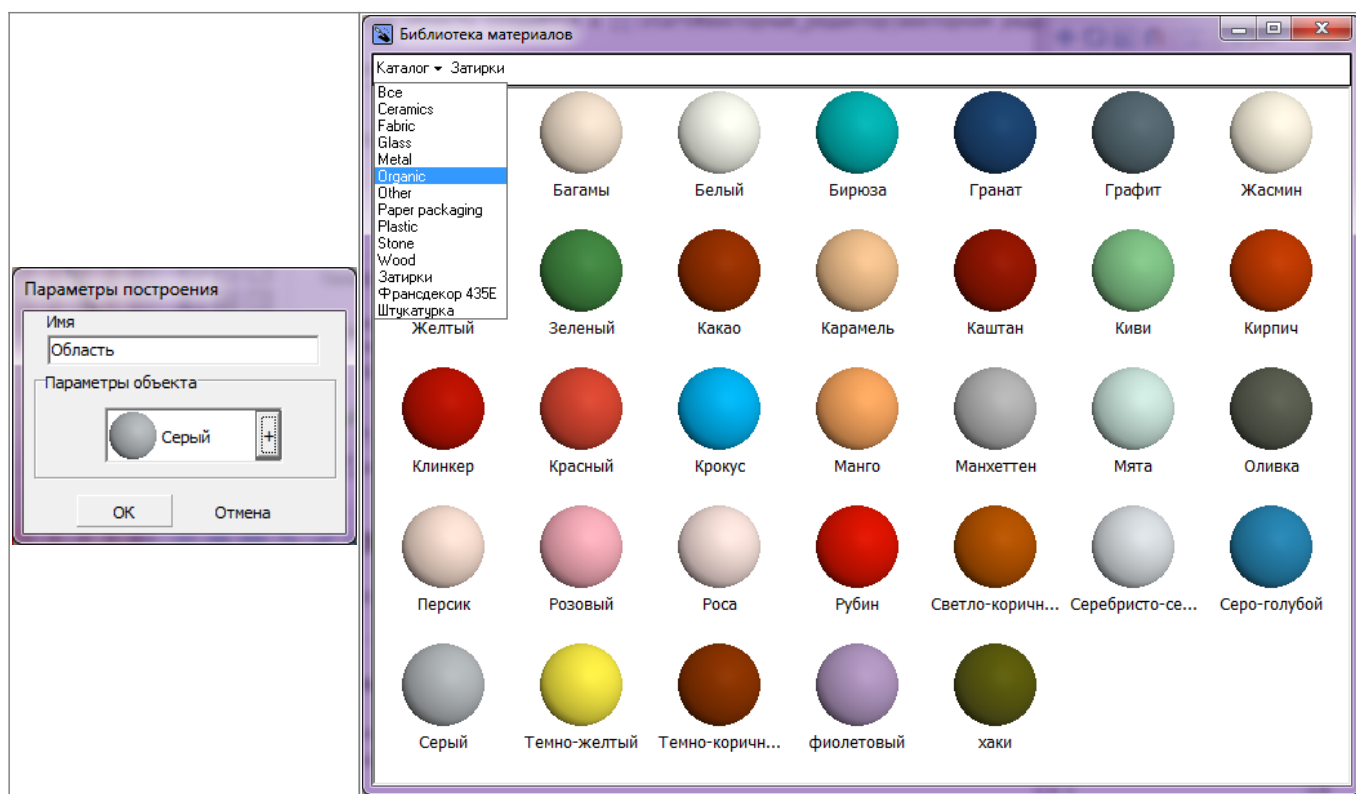 Параметры построения
Имя
Область
Параметры объекта
Серый
+
ОК
Отмена
Библиотека материалов
Каталог Затирки
Все
Ceramics
Fabric
Glass
Metal
Organic
Other
Paper packaging
Plastic
Stone
Wood
Затирки
Франсдекор 435Е
Штукатурка
Багамы Белый Бирюза Гранат Графит Жасмин
Желтый Зеленый Какао Карамель Каштан Киви Кирпич
Клинкер Красный Крокус Манго Манхеттен Мята Оливка
Персик Розовый Роса Рубин Светло-коричн... Серебристо-се... Серо-голубой
Серый Темно-желтый Темно-коричн... фиолетовый хаки